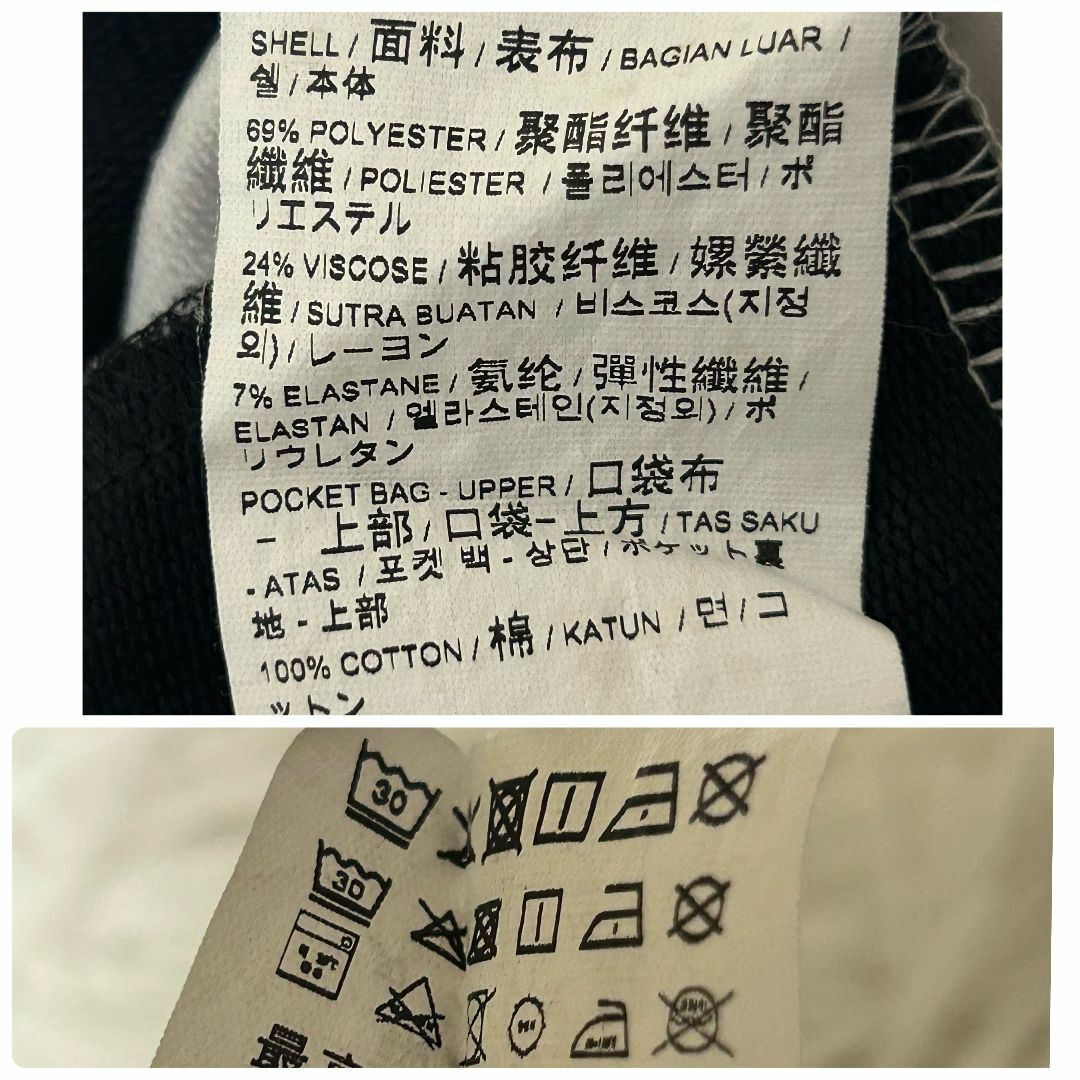 SHELL / 面料 / 表布 / BAGIAN LUAR /
쉘 / 本体
69% POLYESTER / 聚酯纤维 / 聚酯
纖維 / POLIESTER / 폴리에스터 / ポ
リエステル
24% VISCOSE / 粘胶纤维 / 嫘縈纖
維 / SUTRA BUATAN / 비스코스(지정
외) / レーヨン
7% ELASTANE / 氨纶 / 彈性纖維 /
ELASTAN / 엘라스테인(지정외) / ポ
リウレタン
POCKET BAG - UPPER / 口袋布
- 上部 / 口袋-上方 / TAS SAKU
- ATAS / 포켓 백 - 상단 / ポケット裏
地 - 上部
100% COTTON / 棉 / KATUN / 면 / コ
ットン
30
30